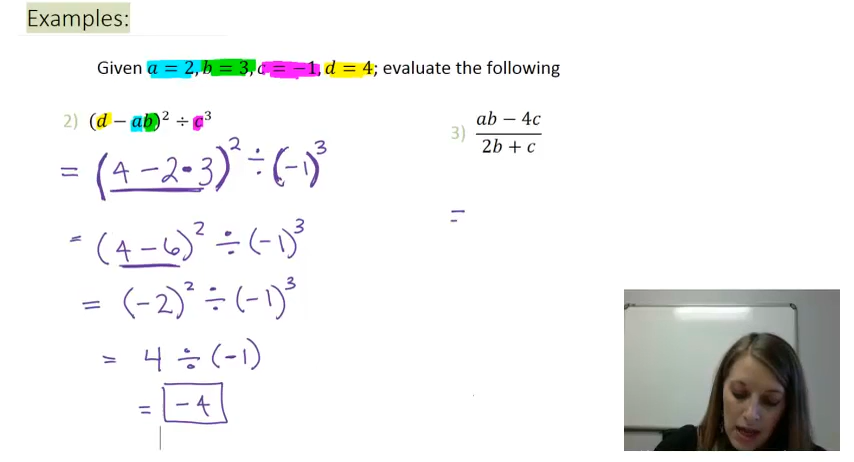 Examples:
Given a = 2, b = 3, c = −1, d = 4; evaluate the following
2) (d − ab)² ÷ c³
= (4 − 2 • 3)² ÷ (−1)³
= (4 − 6)² ÷ (−1)³
= (−2)² ÷ (−1)³
= 4 ÷ (−1)
= −4
3) ab − 4c
2b + c
=